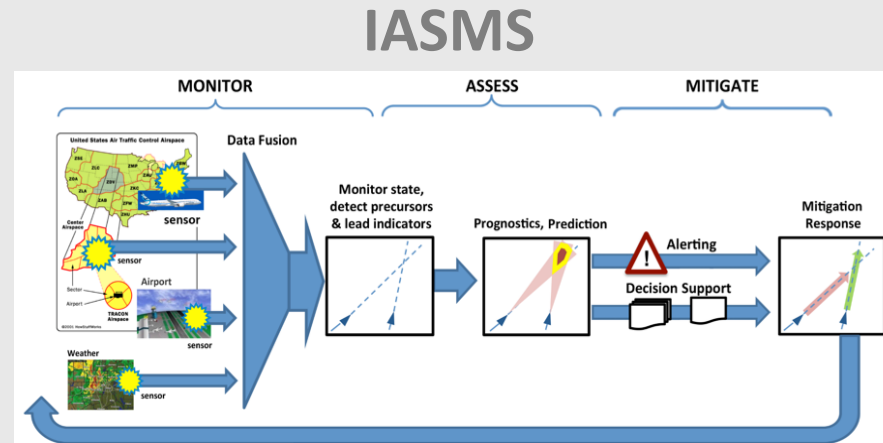 IASMS
MONITOR
ASSESS
MITIGATE
United States Air Traffic Control Airspace
Data Fusion
sensor
Center
Airspace
sensor
Sector
Airport
TRACON
Airspace
Airport
sensor
Weather
sensor
Monitor state,
detect precursors
& lead indicators
Prognostics, Prediction
!
Alerting
Decision Support
Mitigation
Response